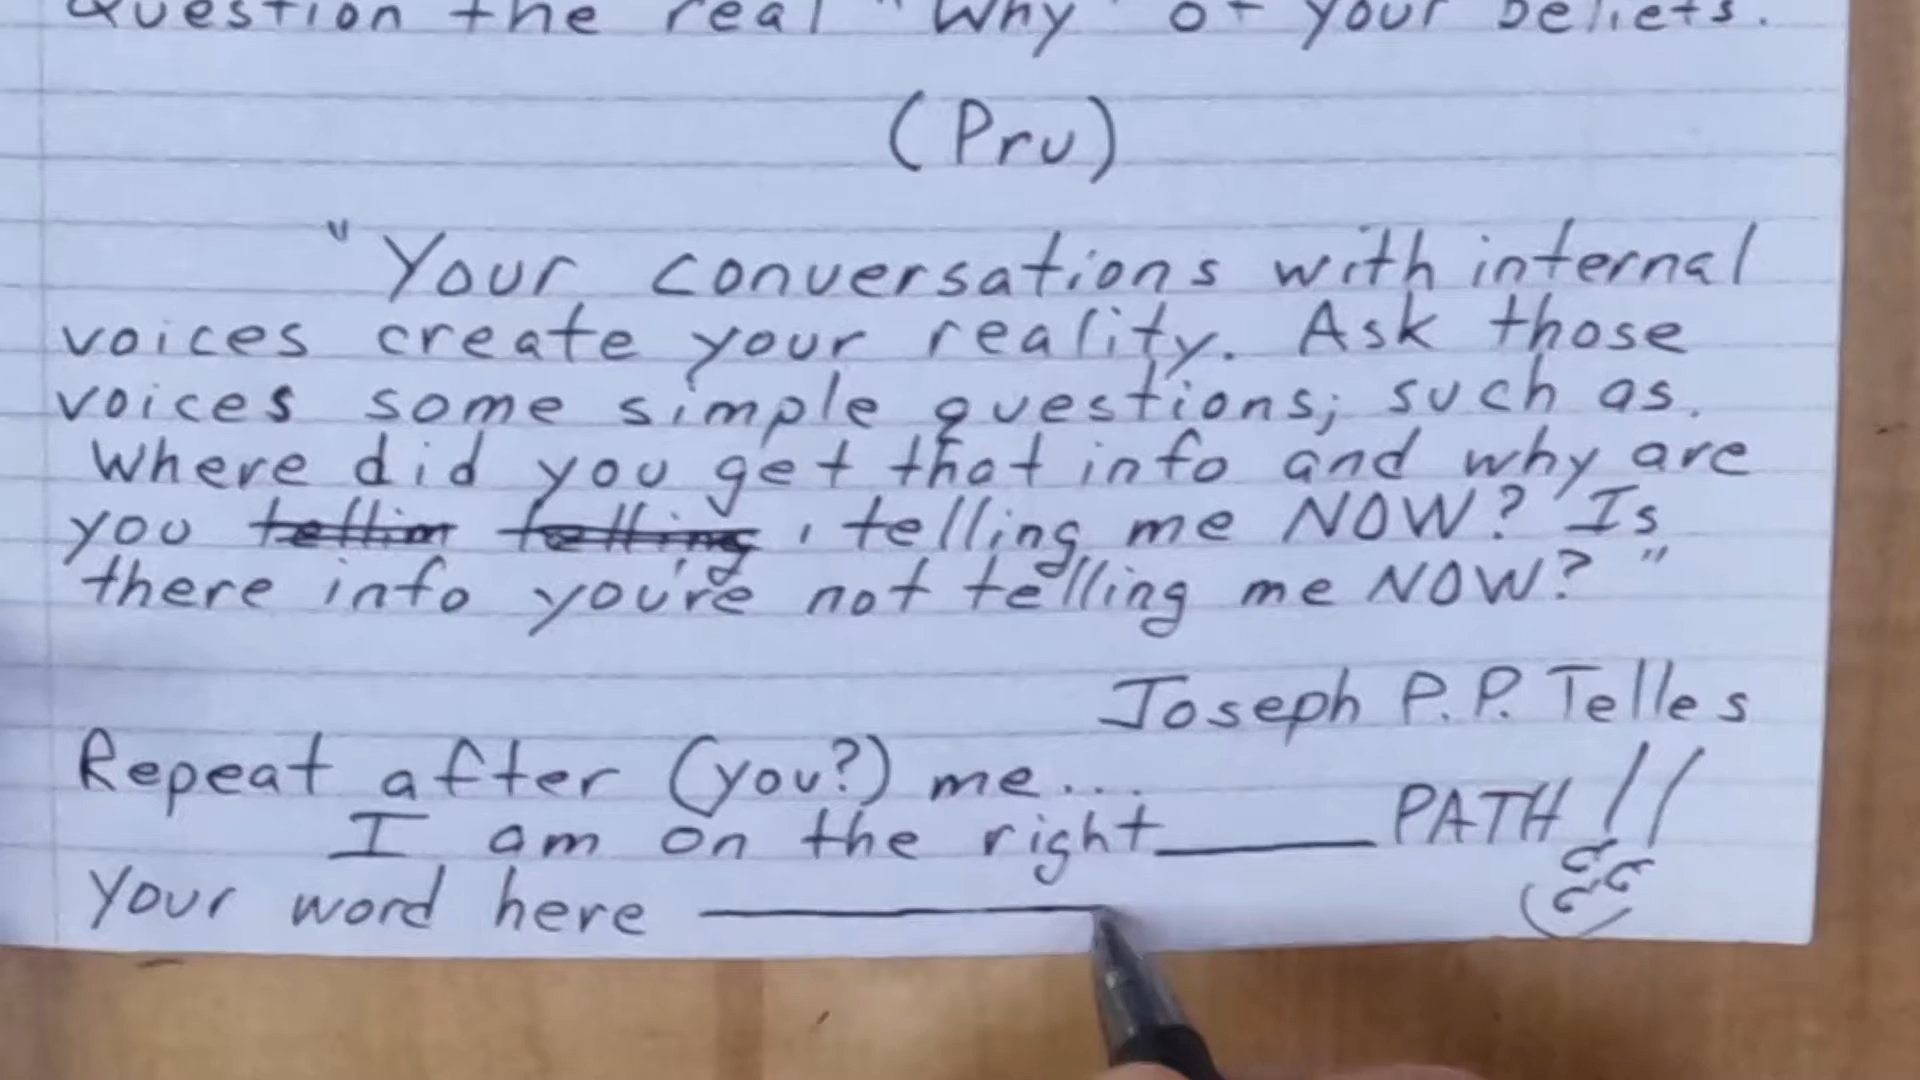 Question the real "Why" of your beliefs.
(Pru)
"Your conversations with internal
voices create your reality. Ask those
voices some simple questions; such as.
Where did you get that info and why are
you tellin telling, telling me NOW? Is
there info you're not telling me NOW?"
Joseph P.P. Telles
Repeat after (you?) me...
I am on the right ____ PATH!!
Your word here ____